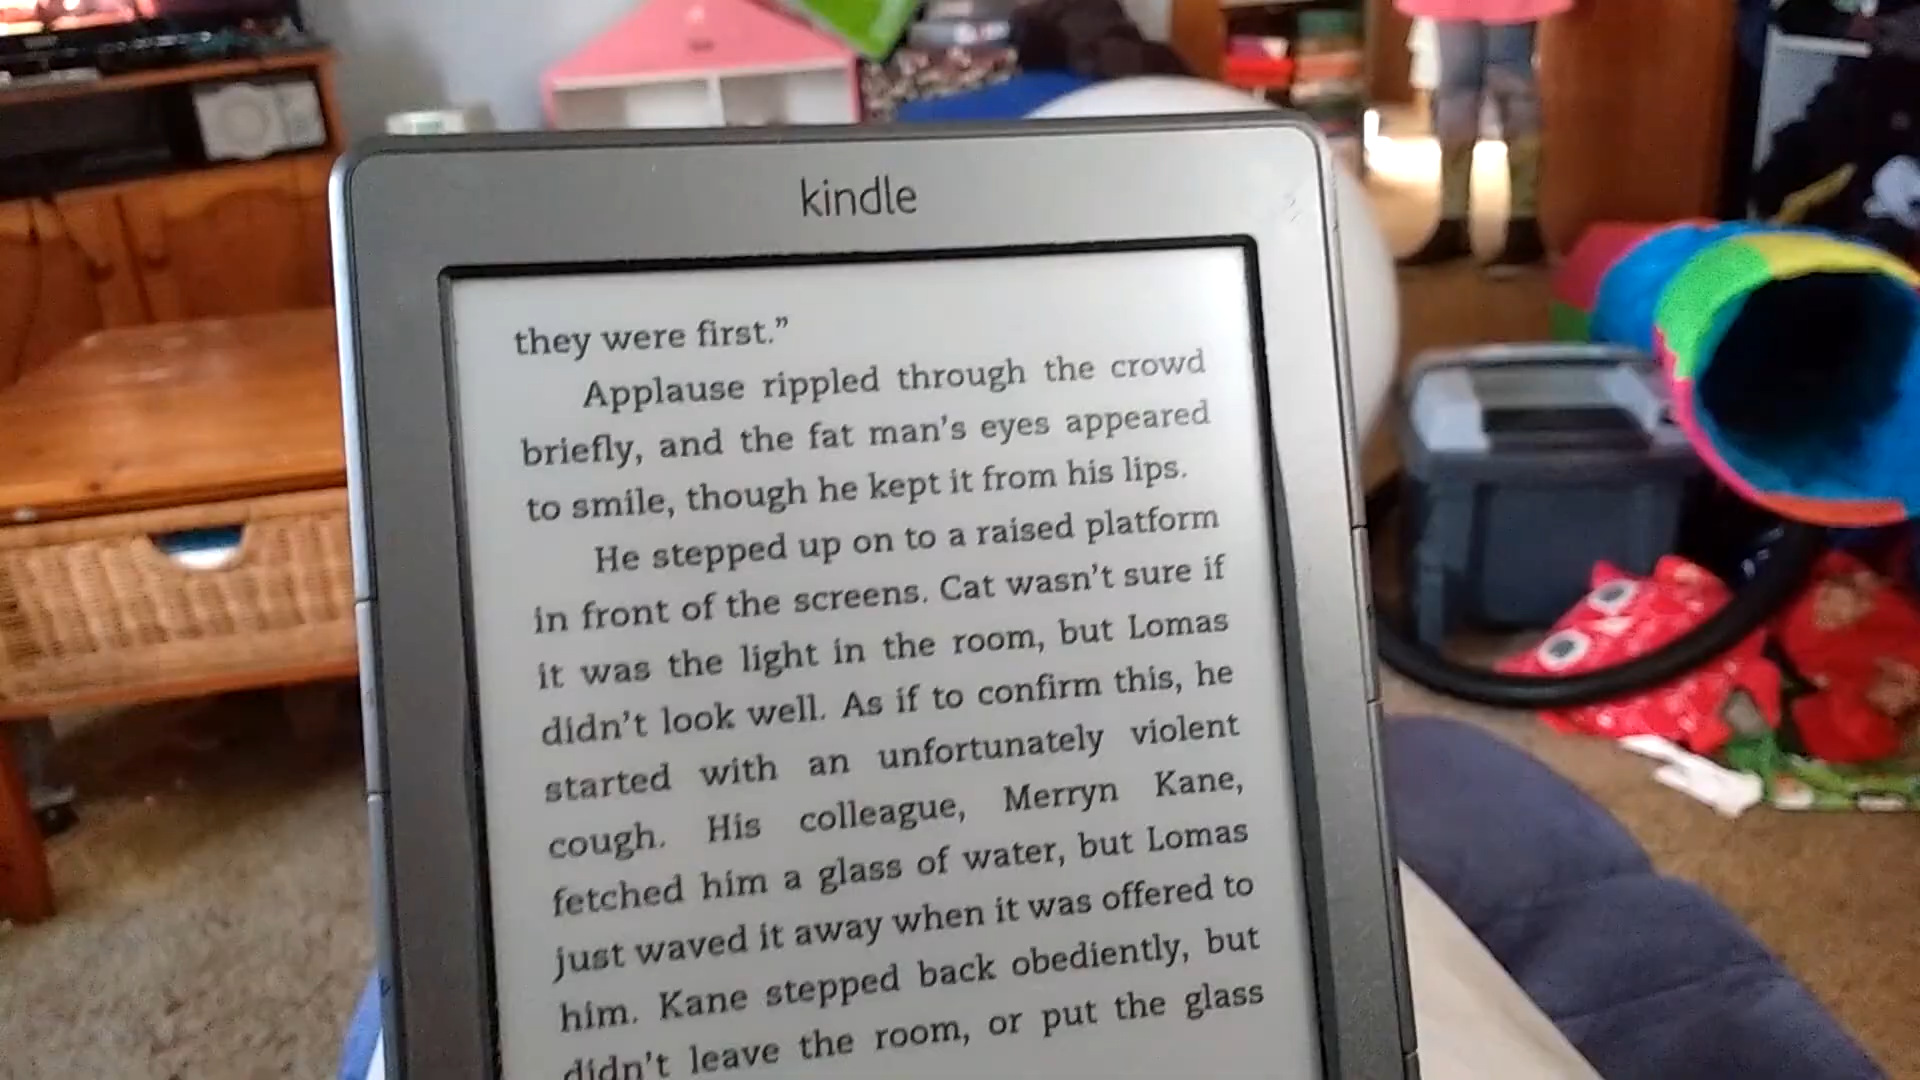 kindle
they were first.”
Applause rippled through the crowd
briefly, and the fat man’s eyes appeared
to smile, though he kept it from his lips.
He stepped up on to a raised platform
in front of the screens. Cat wasn’t sure if
it was the light in the room, but Lomas
didn’t look well. As if to confirm this, he
started with an unfortunately violent
cough. His colleague, Merryn Kane,
fetched him a glass of water, but Lomas
just waved it away when it was offered to
him. Kane stepped back obediently, but
didn’t leave the room, or put the glass